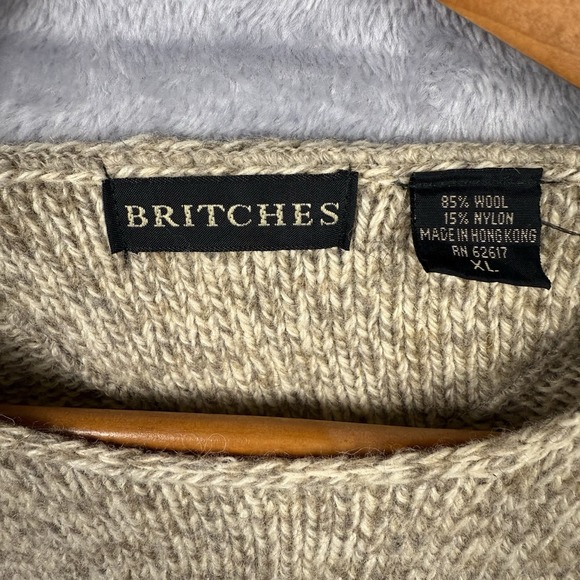 BRITCHES
85% WOOL
15% NYLON
MADE IN HONG KONG
RN 62617
XL